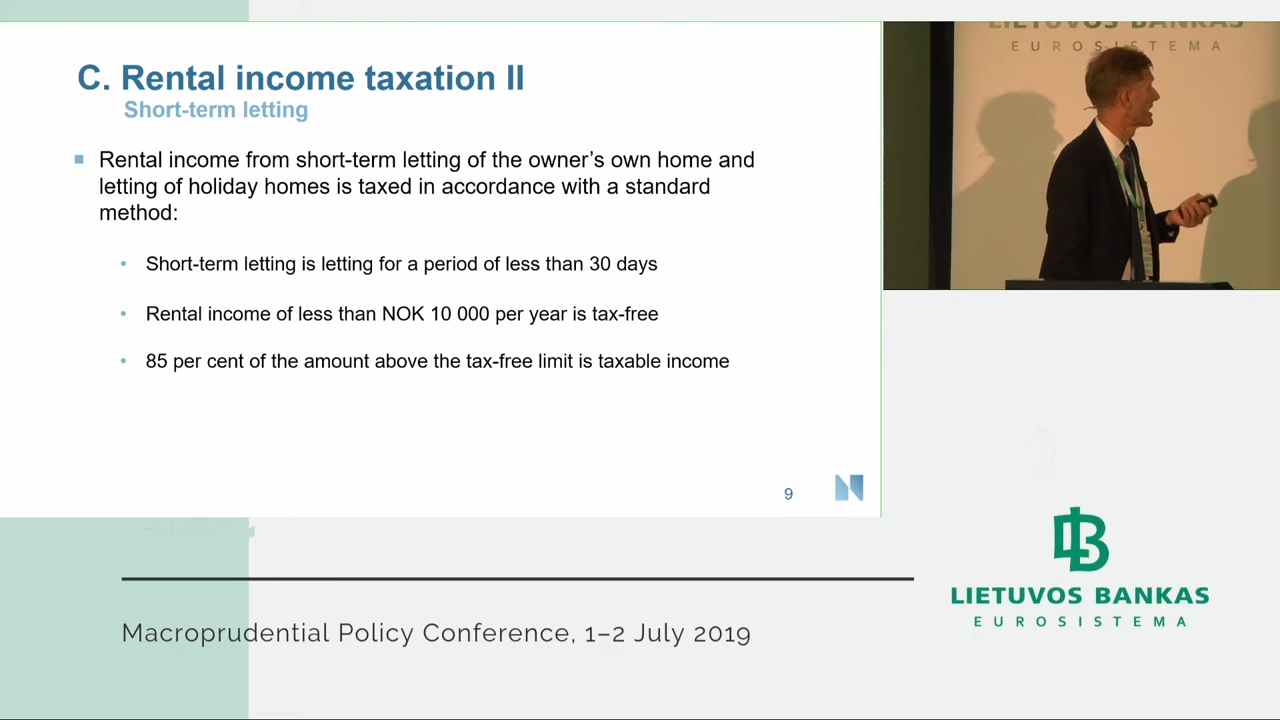 C. Rental income taxation II
Short-term letting
Rental income from short-term letting of the owner’s own home and
letting of holiday homes is taxed in accordance with a standard
method:
Short-term letting is letting for a period of less than 30 days
Rental income of less than NOK 10 000 per year is tax-free
85 per cent of the amount above the tax-free limit is taxable income
9
LIETUVOS BANKAS
EUROSISTEMA
LIETUVOS BANKAS
EUROSISTEMA
Macroprudential Policy Conference, 1–2 July 2019